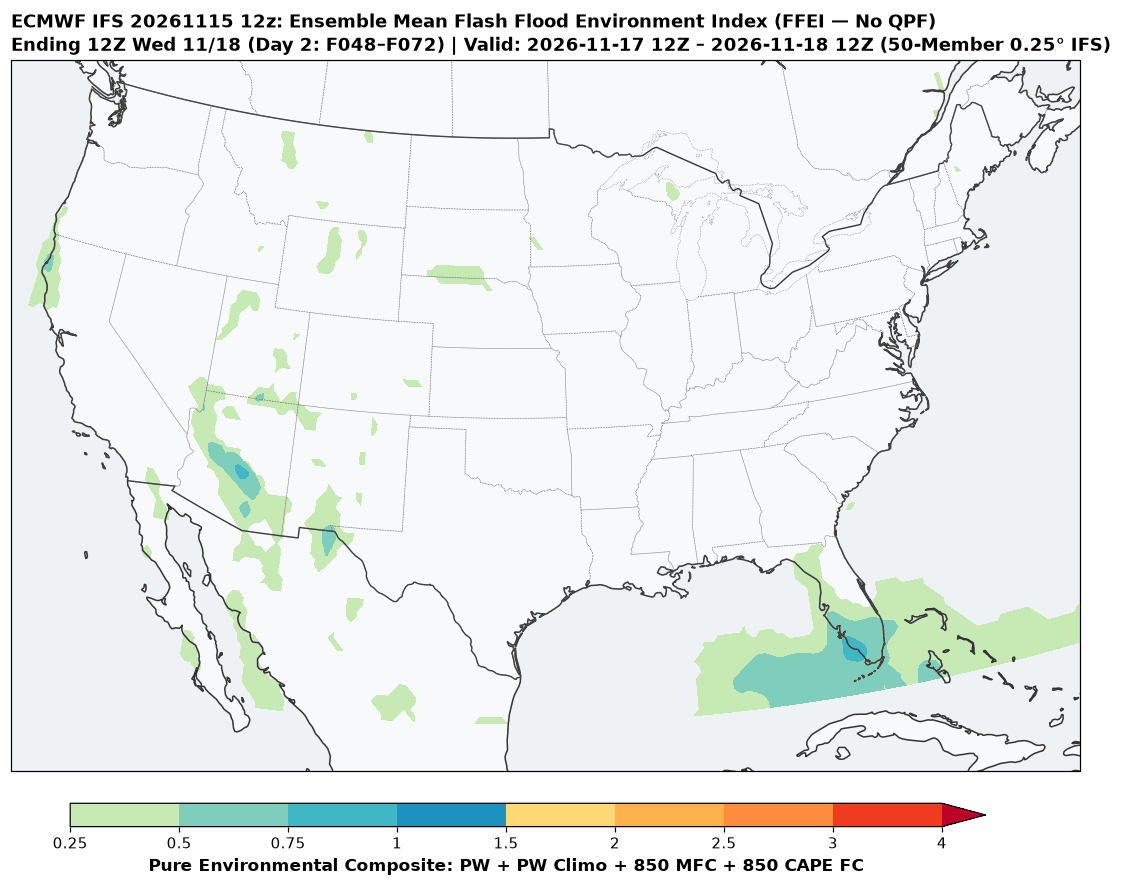 ECMWF IFS 20261115 12z: Ensemble Mean Flash Flood Environment Index (FFEI — No QPF)
Ending 12Z Wed 11/18 (Day 2: F048–F072) | Valid: 2026-11-17 12Z – 2026-11-18 12Z (50-Member 0.25° IFS)
0.25 0.5 0.75 1 1.5 2 2.5 3 4
Pure Environmental Composite: PW + PW Climo + 850 MFC + 850 CAPE FC